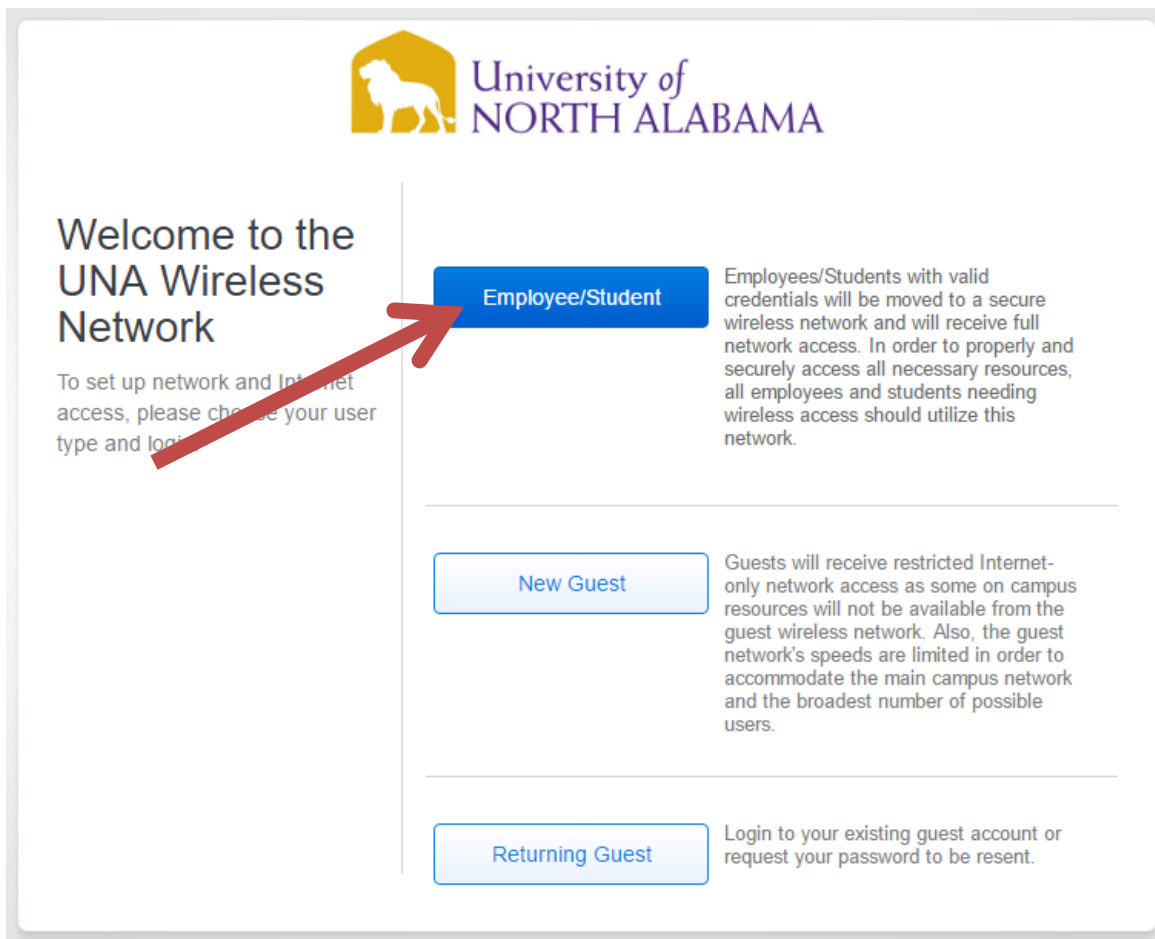 University of
NORTH ALABAMA
Welcome to the
UNA Wireless
Network
To set up network and Internet
access, please choose your user
type and login
Employee/Student
Employees/Students with valid
credentials will be moved to a secure
wireless network and will receive full
network access. In order to properly and
securely access all necessary resources,
all employees and students needing
wireless access should utilize this
network.
New Guest
Guests will receive restricted Internet-
only network access as some on campus
resources will not be available from the
guest wireless network. Also, the guest
network's speeds are limited in order to
accommodate the main campus network
and the broadest number of possible
users.
Returning Guest
Login to your existing guest account or
request your password to be resent.